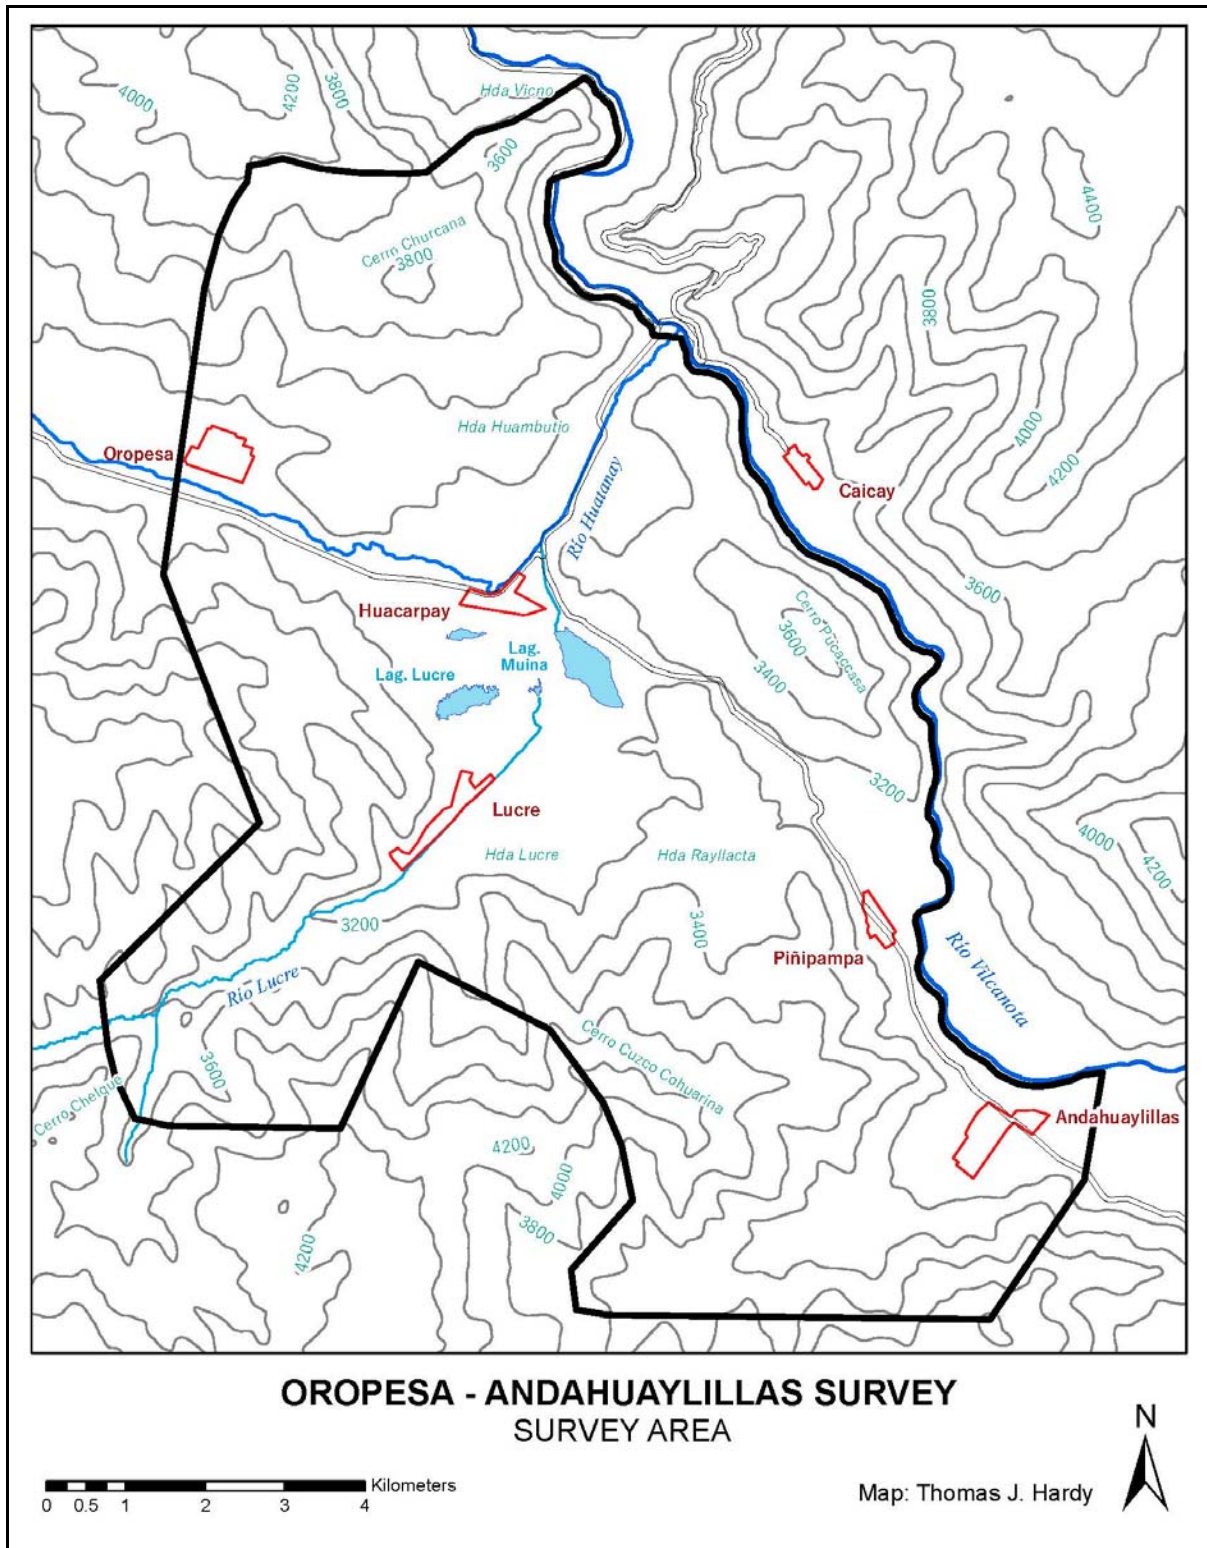 Hda Vicno
4000
4200
3800
3600
4400
Cerro Churcana
3800
3800
Hda Huambutio
4000
4200
Oropesa
Caicay
Río Huatanay
3600
Huacarpay
Cerro Pucaccasa
3600
3400
Lag.
Muina
Lag. Lucre
3200
Lucre
4000
4200
Hda Lucre
Hda Rayllacta
3200
3400
Piñipampa
Río Vilcanota
Río Lucre
Cerro Cuzco Cohuarina
3600
Cerro Chelque
Andahuaylillas
4200
4000
3800
4200
OROPESA - ANDAHUAYLILLAS SURVEY
SURVEY AREA
N
Kilometers
0 0.5 1 2 3 4
Map: Thomas J. Hardy